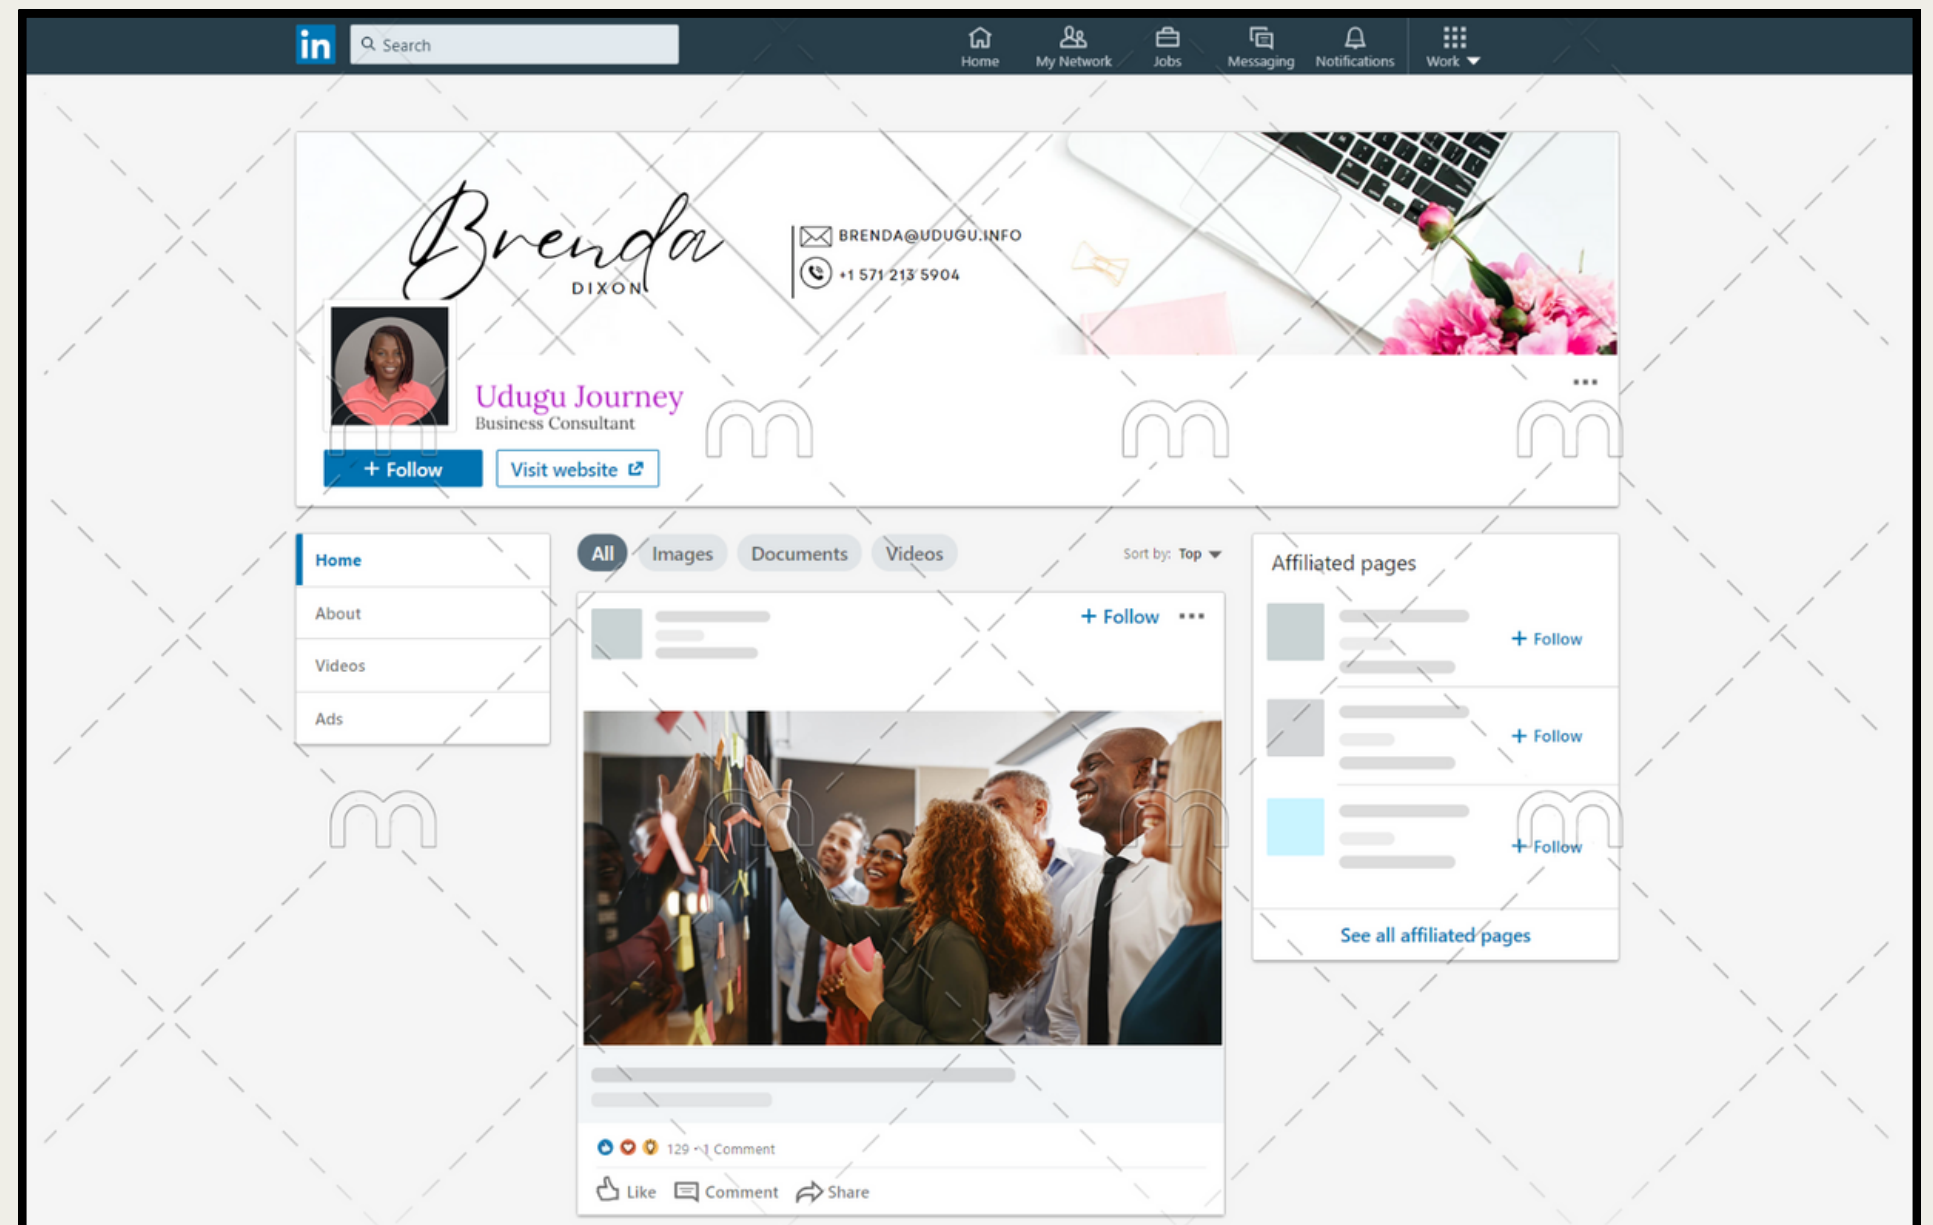 in Search
Home My Network Jobs Messaging Notifications Work
Brenda
DIXON
BRENDA@UDUGU.INFO
+1 571 213 5904
Udugu Journey
Business Consultant
+ Follow Visit website
Home
About
Videos
Ads
All Images Documents Videos Sort by: Top
+ Follow
129 • 1 Comment
Like Comment Share
Affiliated pages
+ Follow
+ Follow
+ Follow
See all affiliated pages